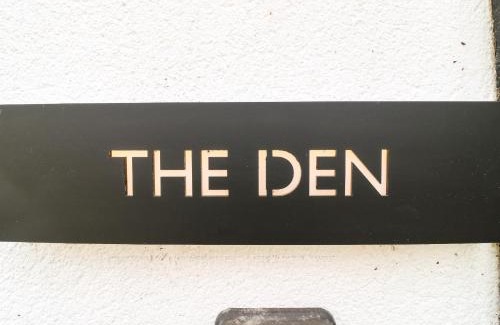 THE DEN